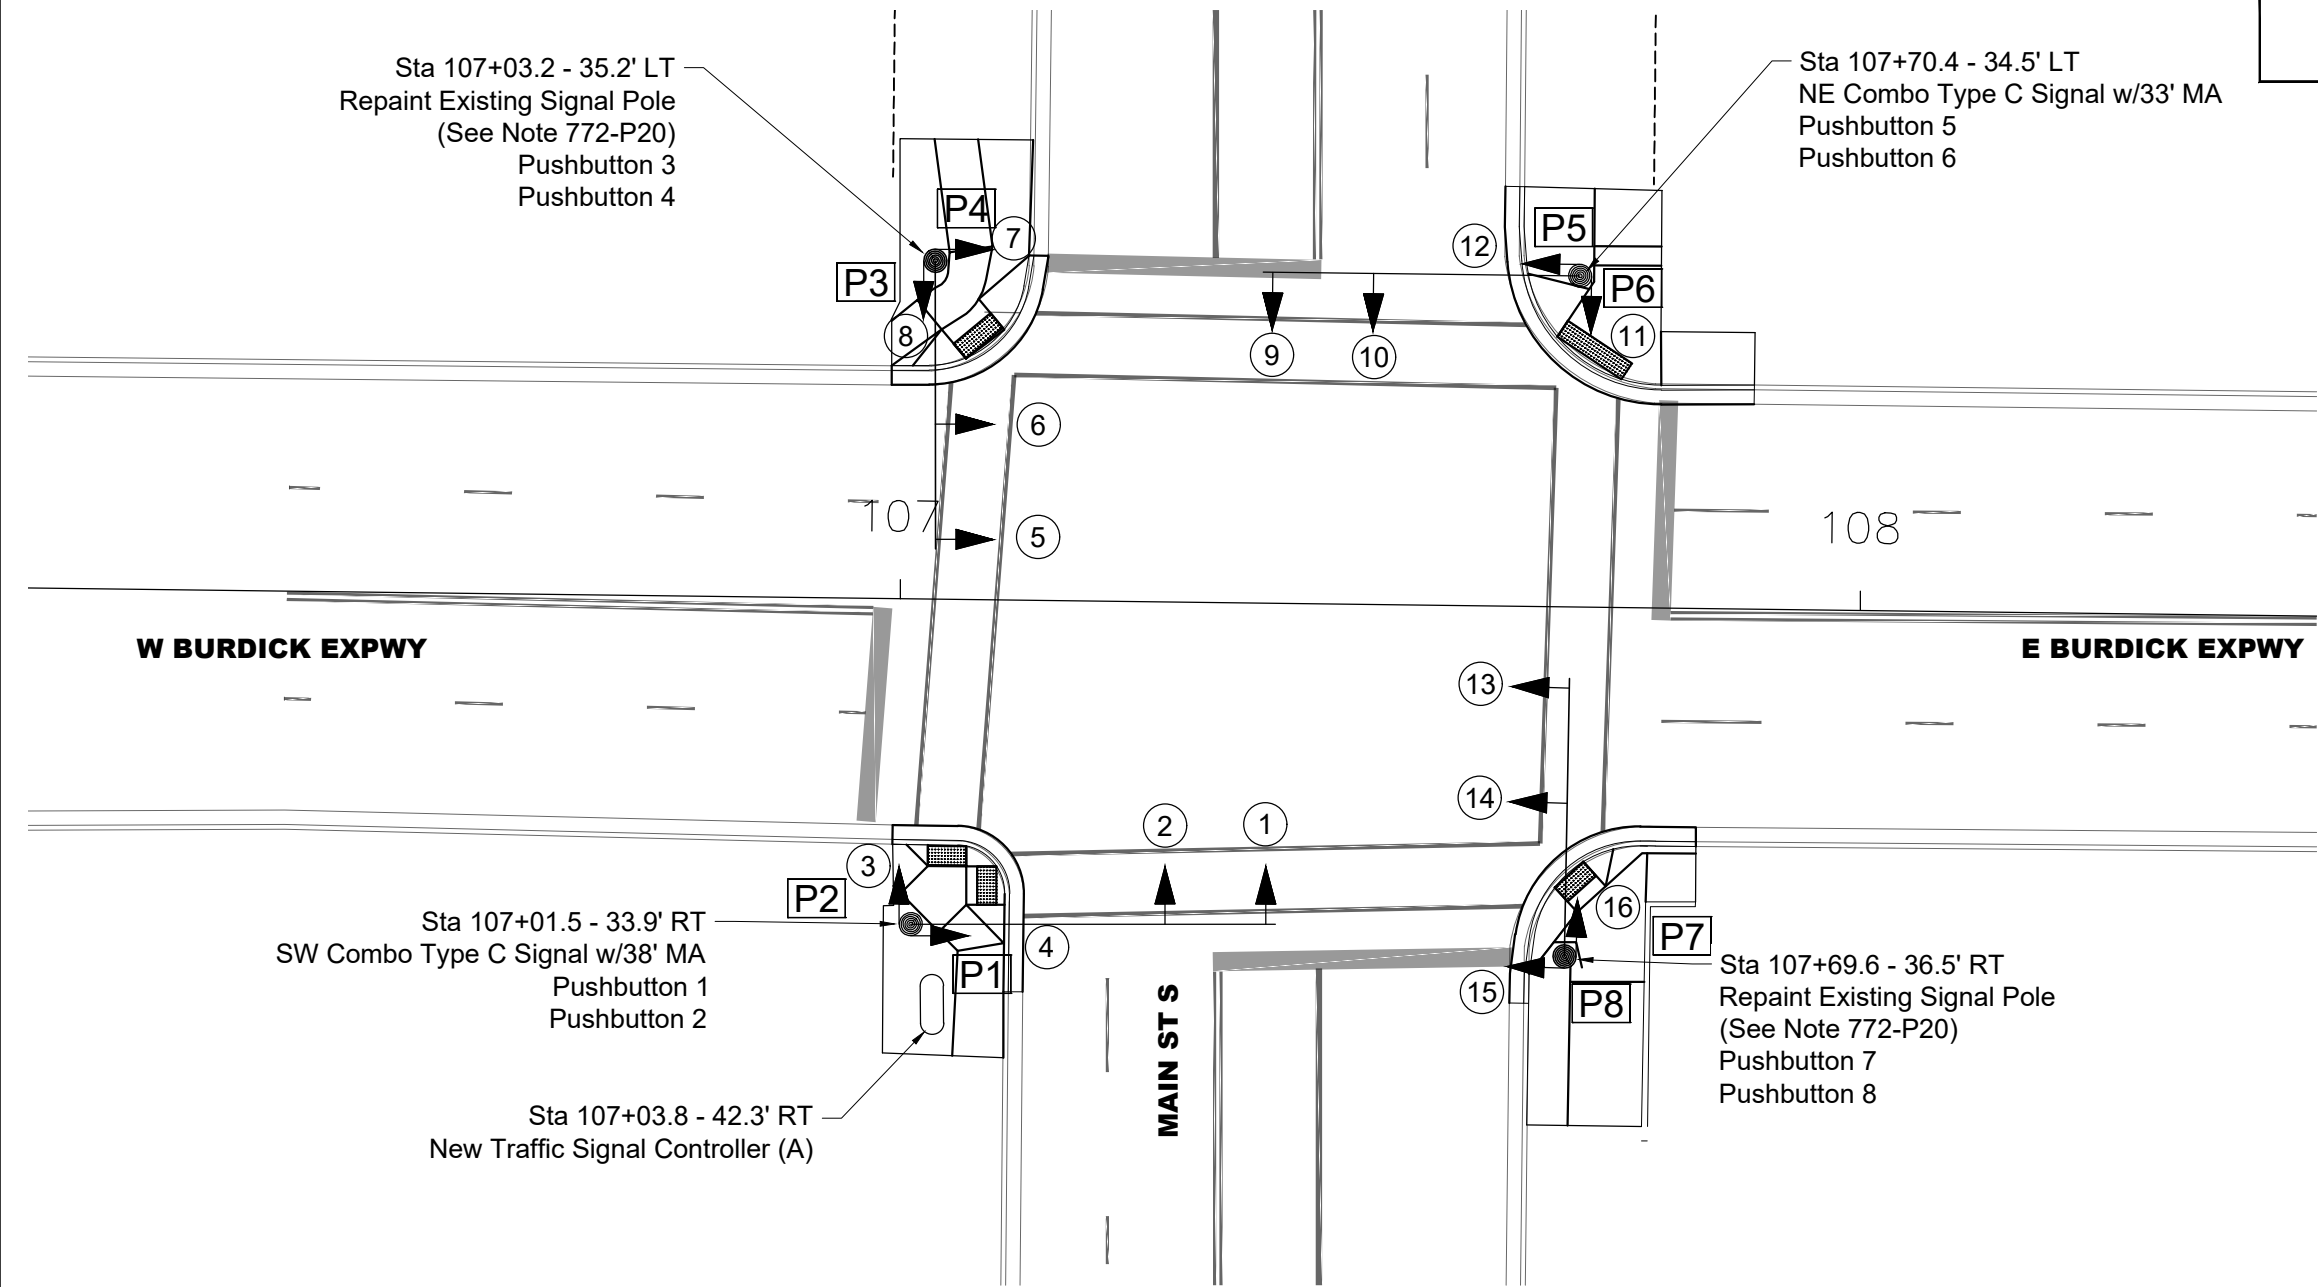 Sta 107+03.2 - 35.2' LT
Repaint Existing Signal Pole
(See Note 772-P20)
Pushbutton 3
Pushbutton 4
Sta 107+70.4 - 34.5' LT
NE Combo Type C Signal w/33' MA
Pushbutton 5
Pushbutton 6
P4
7
P3
8
12
P5
P6
11
9
10
6
5
107
108
W BURDICK EXPWY
E BURDICK EXPWY
13
14
2
1
3
P2
4
P1
16
P7
15
P8
Sta 107+01.5 - 33.9' RT
SW Combo Type C Signal w/38' MA
Pushbutton 1
Pushbutton 2
MAIN ST S
Sta 107+69.6 - 36.5' RT
Repaint Existing Signal Pole
(See Note 772-P20)
Pushbutton 7
Pushbutton 8
Sta 107+03.8 - 42.3' RT
New Traffic Signal Controller (A)